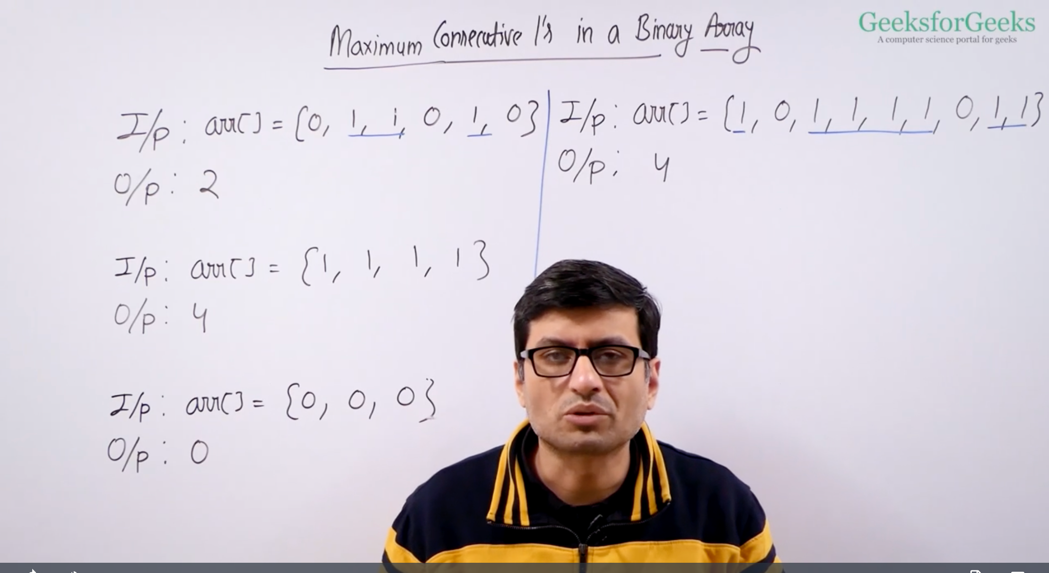 Maximum Consecutive 1's in a Binary Array
GeeksforGeeks
A computer science portal for geeks
I/p : arr[] = {0, 1, 1, 0, 1, 0}
O/p : 2
I/p : arr[] = {1, 1, 1, 1}
O/p : 4
I/p : arr[] = {0, 0, 0}
O/p : 0
I/p : arr[] = {1, 0, 1, 1, 1, 1, 0, 1, 1}
O/p : 4